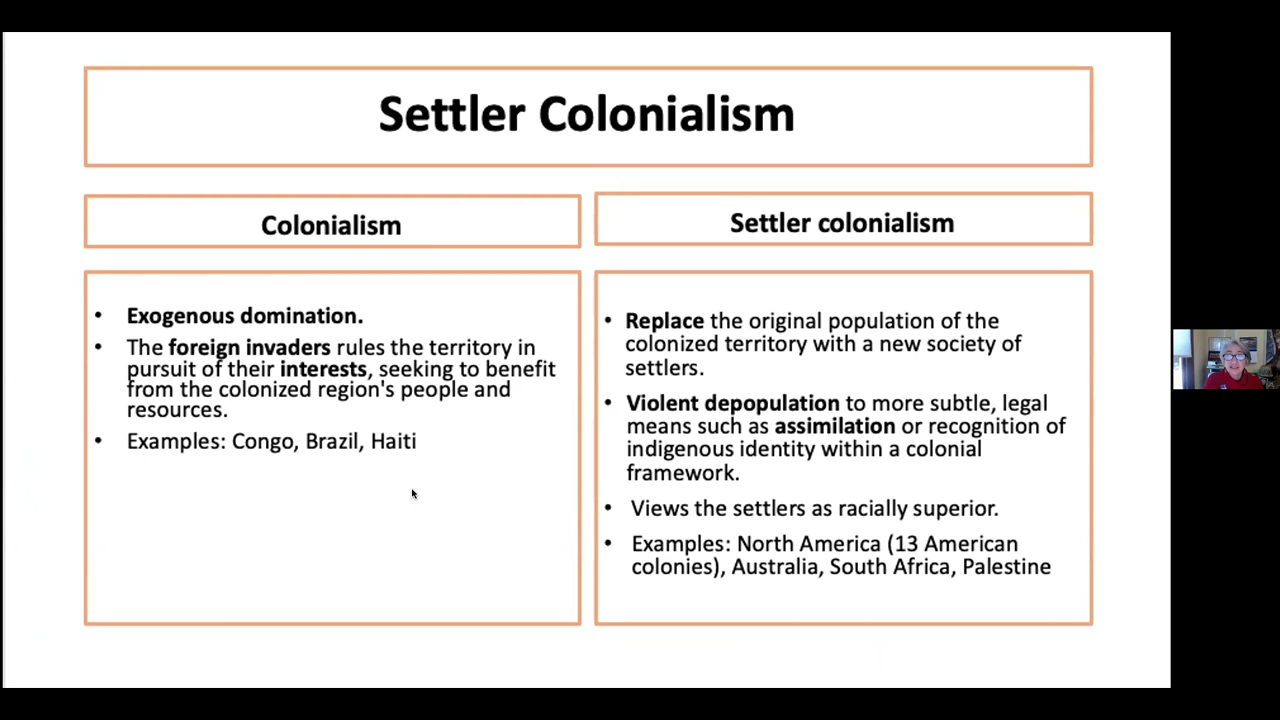 Settler Colonialism
Colonialism
• Exogenous domination.
• The foreign invaders rules the territory in
pursuit of their interests, seeking to benefit
from the colonized region's people and
resources.
• Examples: Congo, Brazil, Haiti
Settler colonialism
• Replace the original population of the
colonized territory with a new society of
settlers.
• Violent depopulation to more subtle, legal
means such as assimilation or recognition of
indigenous identity within a colonial
framework.
• Views the settlers as racially superior.
• Examples: North America (13 American
colonies), Australia, South Africa, Palestine